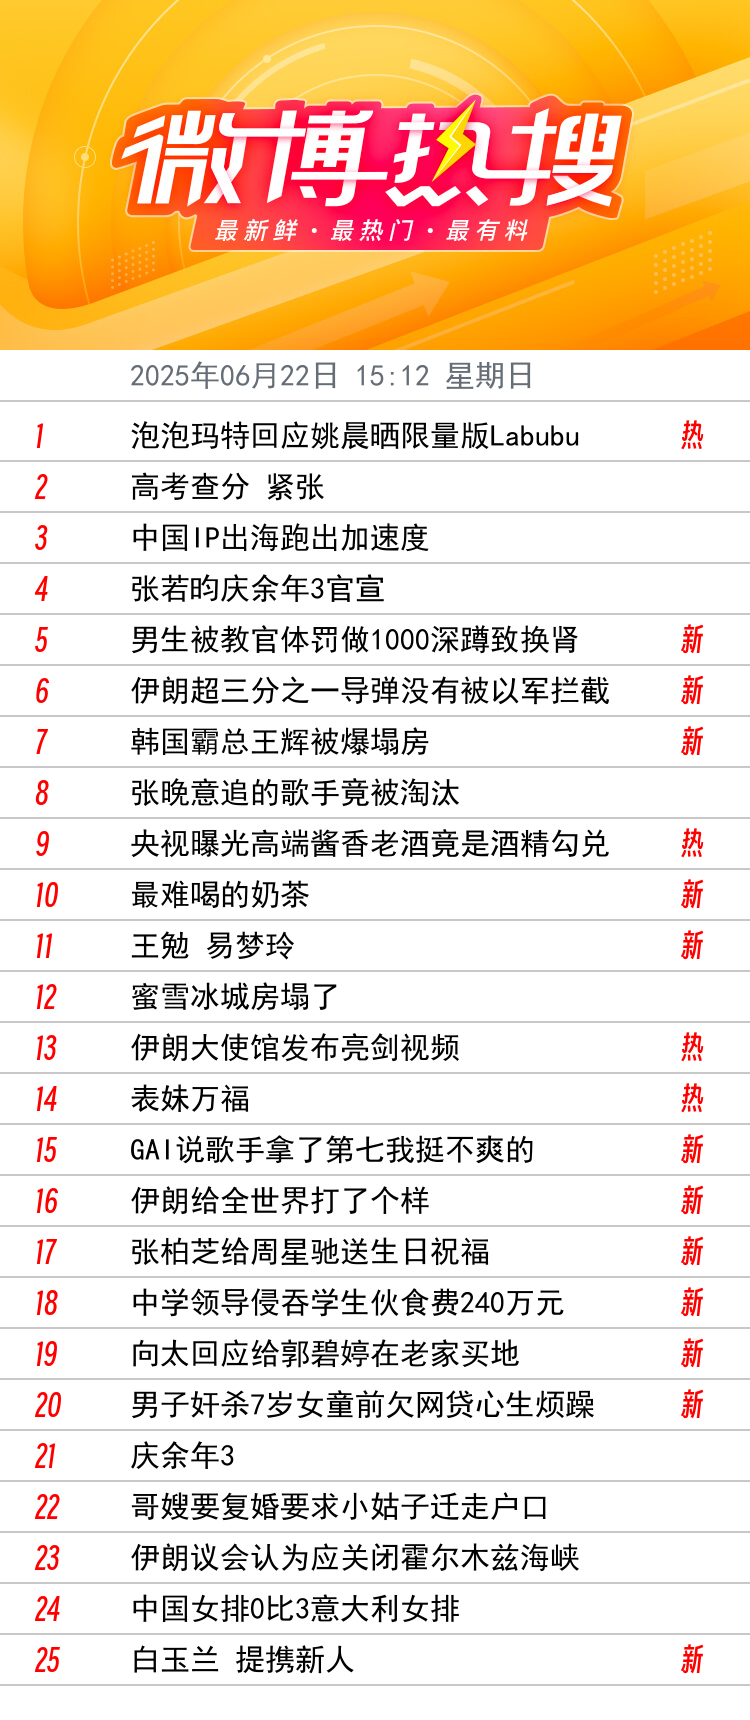 微博热搜
最新鲜·最热门·最有料
2025年06月22日 15:12 星期日
1 泡泡玛特回应姚晨晒限量版Labubu 热
2 高考查分 紧张
3 中国IP出海跑出加速度
4 张若昀庆余年3官宣
5 男生被教官体罚做1000深蹲致换肾 新
6 伊朗超三分之一导弹没有被以军拦截 新
7 韩国霸总王辉被爆塌房 新
8 张晚意追的歌手竟被淘汰
9 央视曝光高端酱香老酒竟是酒精勾兑 热
10 最难喝的奶茶 新
11 王勉 易梦玲 新
12 蜜雪冰城房塌了
13 伊朗大使馆发布亮剑视频 热
14 表妹万福 热
15 GAI说歌手拿了第七我挺不爽的 新
16 伊朗给全世界打了个样 新
17 张柏芝给周星驰送生日祝福 新
18 中学领导侵吞学生伙食费240万元 新
19 向太回应给郭碧婷在老家买地 新
20 男子奸杀7岁女童前欠网贷心生烦躁 新
21 庆余年3
22 哥嫂要复婚要求小姑子迁走户口
23 伊朗议会认为应关闭霍尔木兹海峡
24 中国女排0比3意大利女排
25 白玉兰 提携新人 新